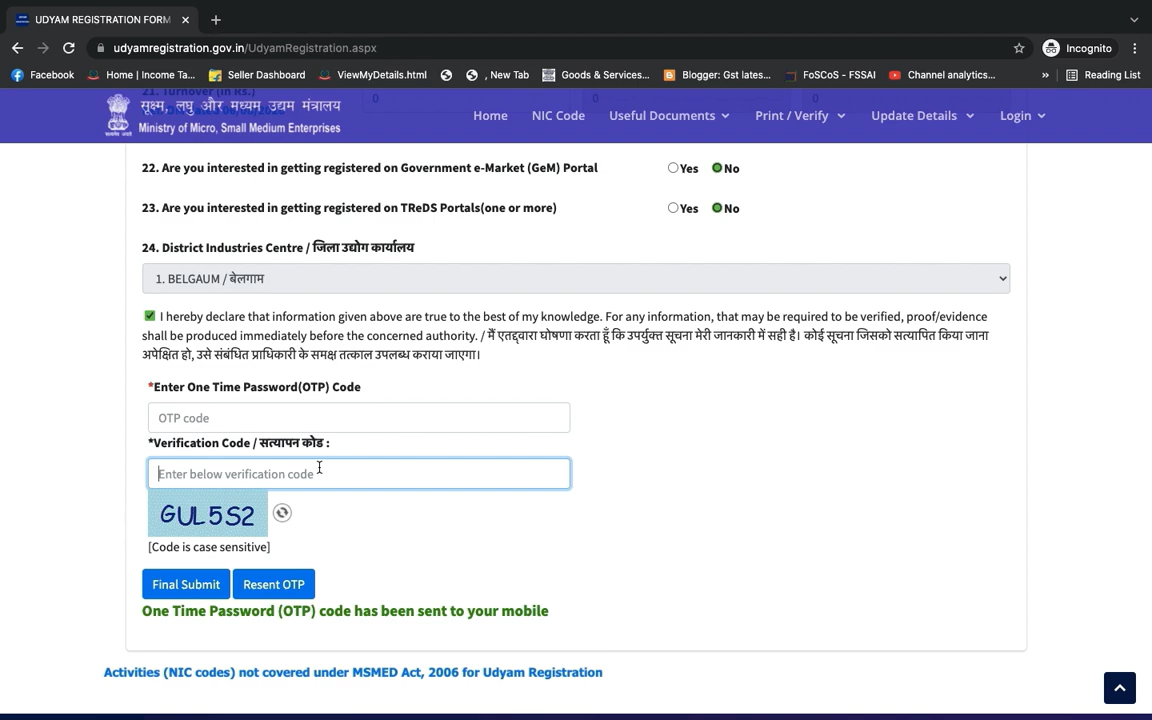 UDYAM REGISTRATION FORM
udyamregistration.gov.in/UdyamRegistration.aspx
Incognito
Facebook
Home | Income Ta...
Seller Dashboard
ViewMyDetails.html
, New Tab
Goods & Services...
Blogger: Gst lates...
FoSCoS - FSSAI
Channel analytics...
Reading List
21. Turnover (in Rs.)
0 0 0
सूक्ष्म, लघु और मध्यम उद्यम मंत्रालय
Ministry of Micro, Small Medium Enterprises
Home
NIC Code
Useful Documents
Print / Verify
Update Details
Login
22. Are you interested in getting registered on Government e-Market (GeM) Portal
Yes No
23. Are you interested in getting registered on TReDS Portals(one or more)
Yes No
24. District Industries Centre / जिला उद्योग कार्यालय
1. BELGAUM / बेलगाम
I hereby declare that information given above are true to the best of my knowledge. For any information, that may be required to be verified, proof/evidence
shall be produced immediately before the concerned authority. / मैं एतद्द्वारा घोषणा करता हूँ कि उपर्युक्त सूचना मेरी जानकारी में सही है। कोई सूचना जिसको सत्यापित किया जाना
अपेक्षित हो, उसे संबंधित प्राधिकारी के समक्ष तत्काल उपलब्ध कराया जाएगा।
*Enter One Time Password(OTP) Code
OTP code
*Verification Code / सत्यापन कोड :
Enter below verification code
GUL5S2
[Code is case sensitive]
Final Submit
Resent OTP
One Time Password (OTP) code has been sent to your mobile
Activities (NIC codes) not covered under MSMED Act, 2006 for Udyam Registration